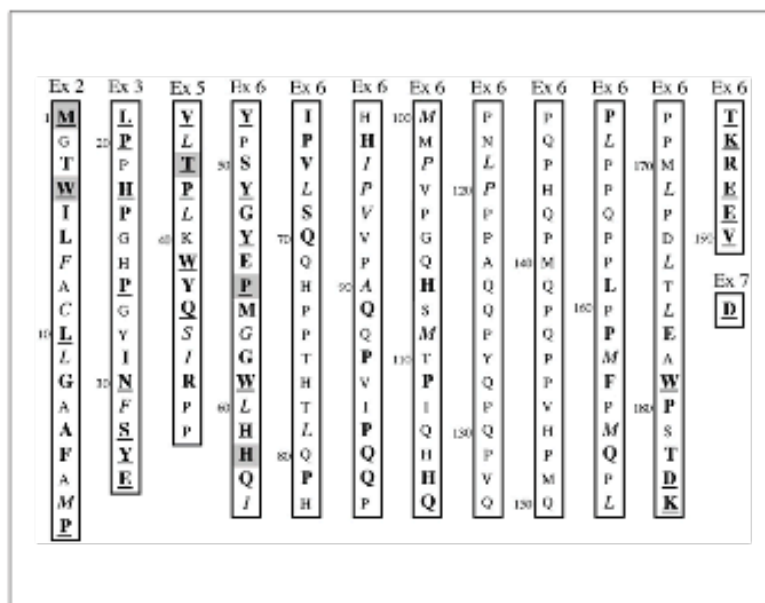 Ex 2 Ex 3 Ex 5 Ex 6 Ex 6 Ex 6 Ex 6 Ex 6 Ex 6 Ex 6 Ex 6 Ex 6
1 M L V Y I H 100 M P P P P T
G 20 P L P P H M N Q L P K
T P T 50 S V I P L P P 170 M R
W H P Y L P V 120 P H P L E
I P L G S V P P Q Q P E
L G 40 K Y 70 Q V G P P P D 190 V
F H W E Q P Q A 140 M P L
A P Y P H 90 A H Q Q L T Ex 7
C G Q M P Q S Q P 160 P L D
10 L Y S G P Q M P Q P E
L I I G T P 110 T Y P M A
G 30 N R W H V P Q P F W
A F P 60 L T I I P V P 180 P
A S P H L P Q 130 Q H M S
F Y H 80 Q Q H P P Q T
A E Q P Q H V M P D
M I H P Q Q 150 Q L K
P